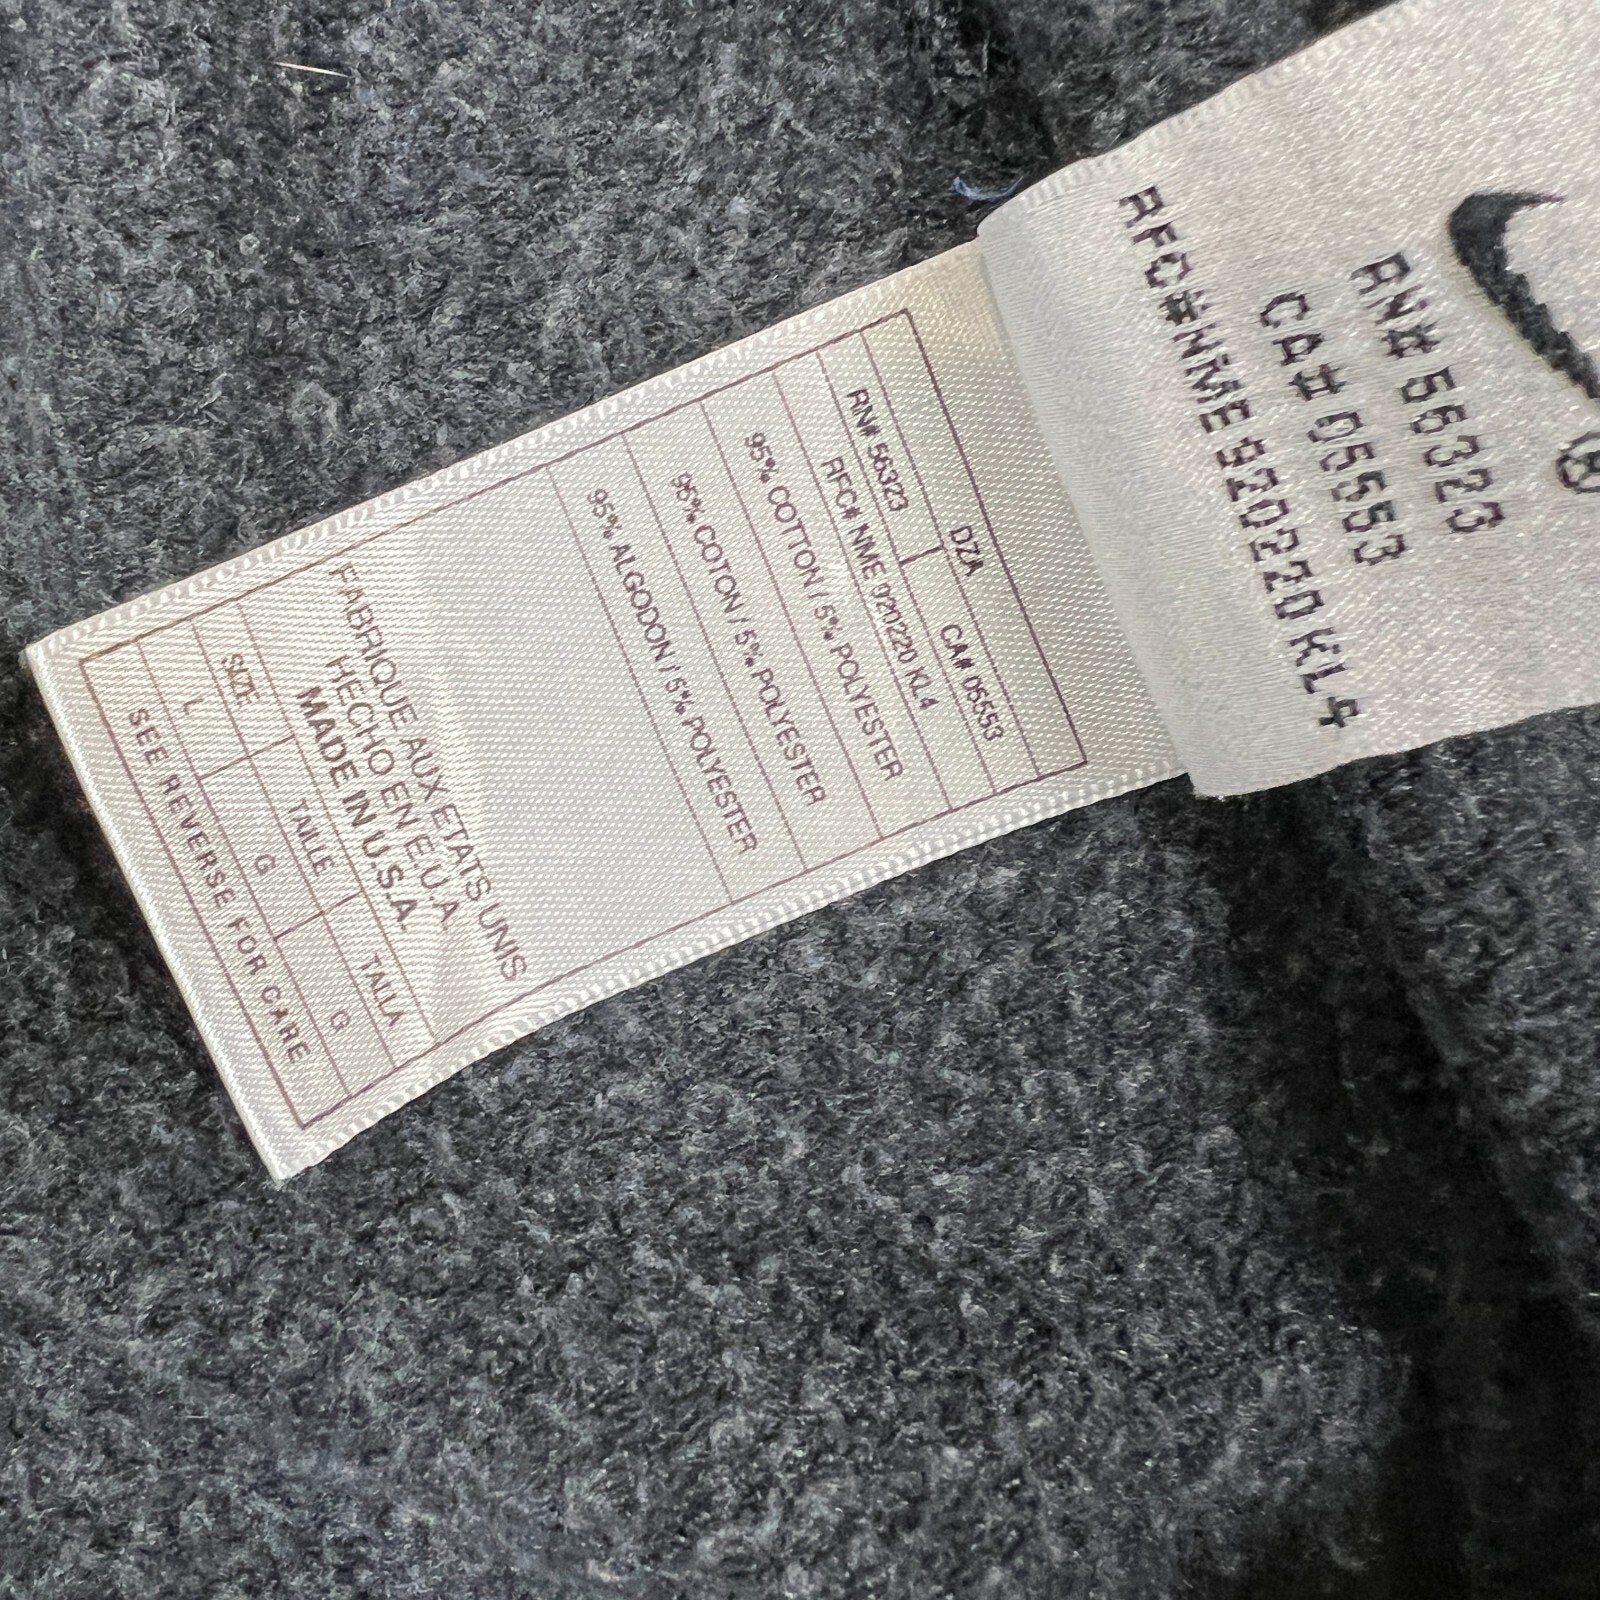 ®
RN# 56323
CA# 05553
RFC#NME920220 KL4
DZA
RN# 56323 CA# 05553
RFC# NME 920220 KL4
95% COTTON / 5% POLYESTER
95% COTON / 5% POLYESTER
95% ALGODON / 5% POLYESTER
FABRIQUE AUX ETATS UNIS
HECHO EN E.U.A.
MADE IN U.S.A.
SIZE TAILLE TALLA
L G G
SEE REVERSE FOR CARE